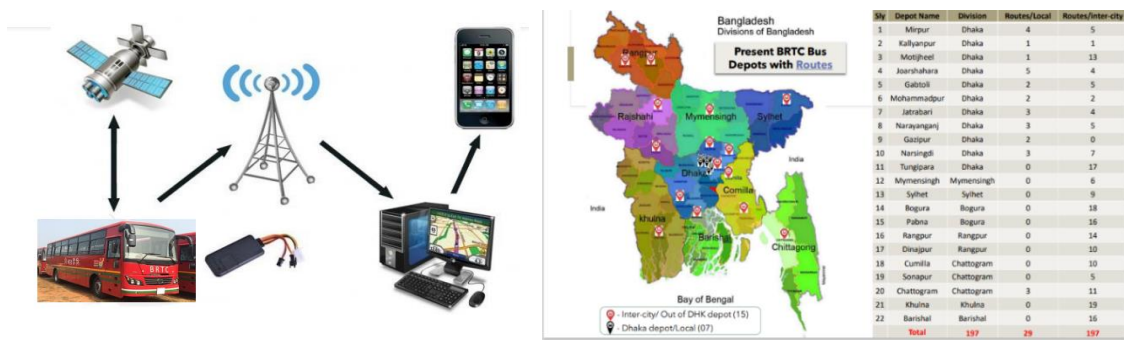 BRTC
Bangladesh
Divisions of Bangladesh
Present BRTC Bus
Depots with Routes
Rangpur
Rajshahi
Mymensingh
Sylhet
India
Dhaka
Comilla
India
khulna
Barisha
Chittagong
Bay of Bengal
- Inter-city/ Out of DHK depot (15)
- Dhaka depot/Local (07)
Sly Depot Name Division Routes/Local Routes/inter-city
1 Mirpur Dhaka 4 5
2 Kallyanpur Dhaka 1 1
3 Motijheel Dhaka 1 13
4 Joarshahara Dhaka 5 4
5 Gabtoli Dhaka 2 5
6 Mohammadpur Dhaka 2 2
7 Jatrabari Dhaka 3 4
8 Narayanganj Dhaka 3 5
9 Gazipur Dhaka 2 0
10 Narsingdi Dhaka 3 7
11 Tungipara Dhaka 0 17
12 Mymensingh Mymensingh 0 6
13 Sylhet Sylhet 0 9
14 Bogura Bogura 0 18
15 Pabna Bogura 0 16
16 Rangpur Rangpur 0 14
17 Dinajpur Rangpur 0 10
18 Cumilla Chattogram 0 10
19 Sonapur Chattogram 0 5
20 Chattogram Chattogram 3 11
21 Khulna Khulna 0 19
22 Barishal Barishal 0 16
Total 197 29 197